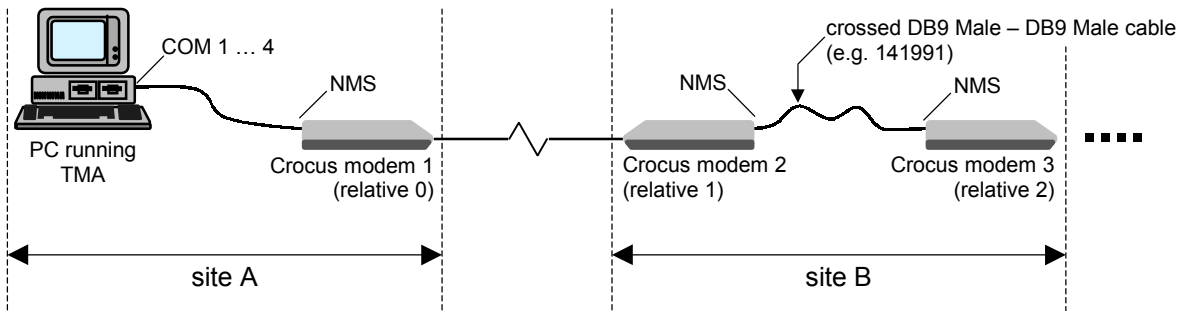 crossed DB9 Male – DB9 Male cable
(e.g. 141991)
COM 1 … 4
NMS
NMS
NMS
PC running
TMA
Crocus modem 1
(relative 0)
Crocus modem 2
(relative 1)
Crocus modem 3
(relative 2)
site A
site B